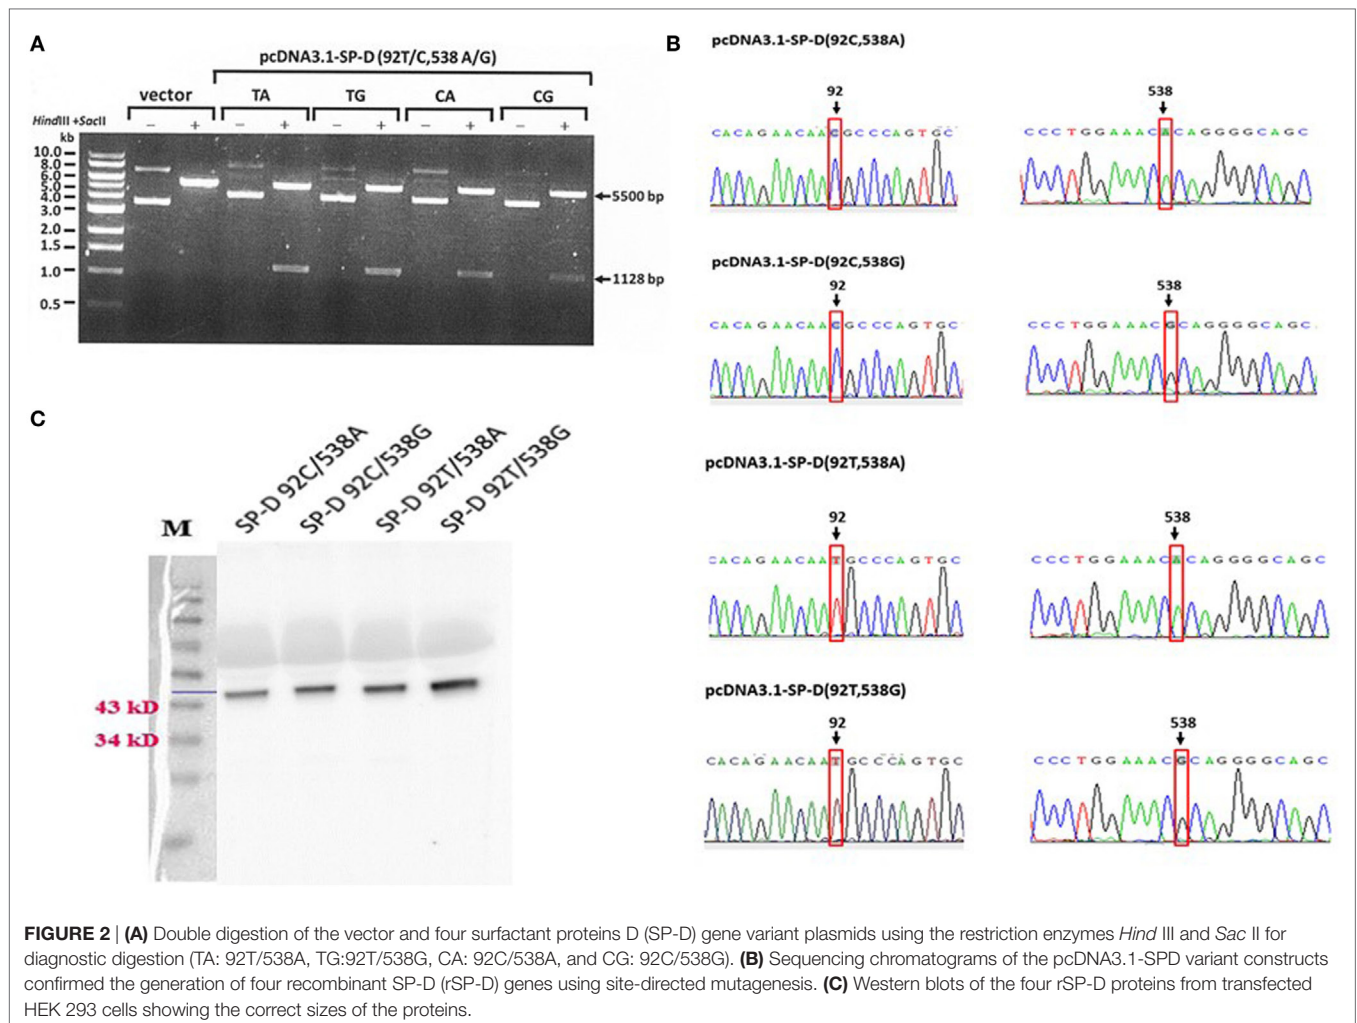 A
pcDNA3.1-SP-D (92T/C,538 A/G)
vector TA TG CA CG
HindIII +SacII − + − + − + − + − +
kb
10.0
8.0
6.0
5.0
4.0
3.0
2.0
1.5
1.0
0.5
5500 bp
1128 bp
B
pcDNA3.1-SP-D(92C,538A)
92 538
CACAGAACAACGCCCAGTGC CCCTGGAAACACAGGGGCAGC
pcDNA3.1-SP-D(92C,538G)
92 538
CACAGAACAACGCCCAGTGC CCCTGGAAACGCAGGGGCAGC
pcDNA3.1-SP-D(92T,538A)
92 538
CACAGAACAATGCCCAGTGC CCCTGGAAACACAGGGGCAGC
pcDNA3.1-SP-D(92T,538G)
92 538
CACAGAACAATGCCCAGTGC CCCTGGAAACGCAGGGGCAGC
C
SP-D 92C/538A
SP-D 92C/538G
SP-D 92T/538A
SP-D 92T/538G
M
43 kD
34 kD
FIGURE 2 | (A) Double digestion of the vector and four surfactant proteins D (SP-D) gene variant plasmids using the restriction enzymes Hind III and Sac II for
diagnostic digestion (TA: 92T/538A, TG:92T/538G, CA: 92C/538A, and CG: 92C/538G). (B) Sequencing chromatograms of the pcDNA3.1-SPD variant constructs
confirmed the generation of four recombinant SP-D (rSP-D) genes using site-directed mutagenesis. (C) Western blots of the four rSP-D proteins from transfected
HEK 293 cells showing the correct sizes of the proteins.